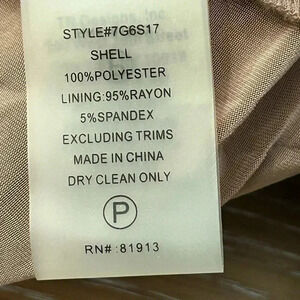 STYLE#7G6S17
SHELL
100%POLYESTER
LINING:95%RAYON
5%SPANDEX
EXCLUDING TRIMS
MADE IN CHINA
DRY CLEAN ONLY
P
RN#:81913